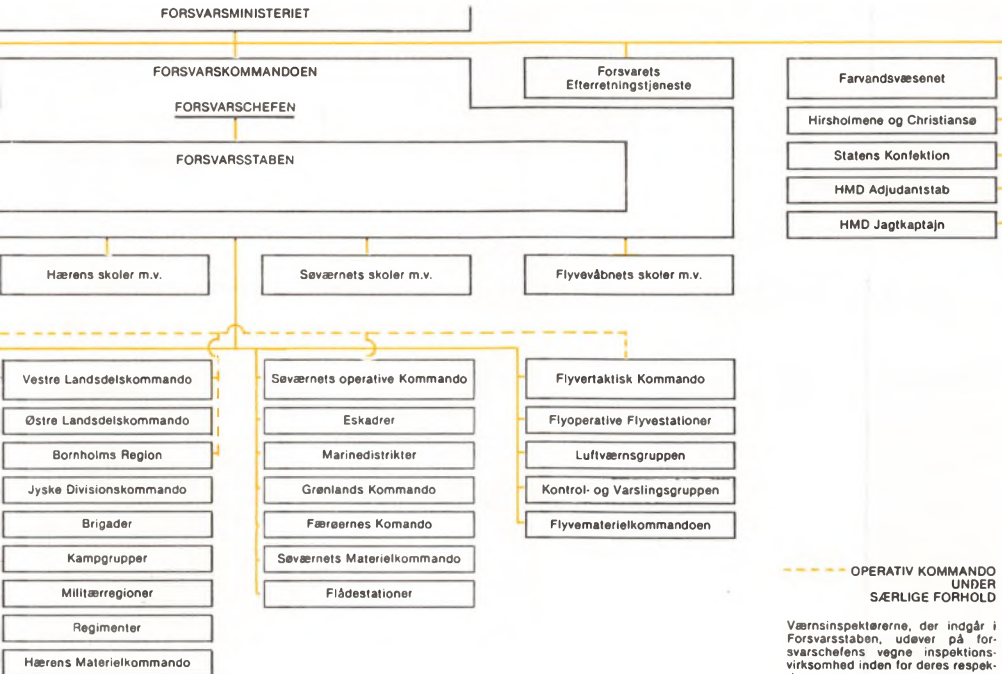 FORSVARSMINISTERIET
FORSVARSKOMMANDOEN
FORSVARSCHEFEN
FORSVARSSTABEN
Forsvarets
Efterretningstjeneste
Farvandsvæsenet
Hirsholmene og Christiansø
Statens Konfektion
HMD Adjudantstab
HMD Jagtkaptajn
Hærens skoler m.v.
Søværnets skoler m.v.
Flyvevåbnets skoler m.v.
Vestre Landsdelskommando
Østre Landsdelskommando
Bornholms Region
Jyske Divisionskommando
Brigader
Kampgrupper
Militærregioner
Regimenter
Hærens Materielkommando
Søværnets operative Kommando
Eskadrer
Marinedistrikter
Grønlands Kommando
Færøernes Komando
Søværnets Materielkommando
Flådestationer
Flyvertaktisk Kommando
Flyoperative Flyvestationer
Luftværnsgruppen
Kontrol- og Varslingsgruppen
Flyvematerielkommandoen
OPERATIV KOMMANDO
UNDER
SÆRLIGE FORHOLD
Værnsinspektørerne, der indgår i
Forsvarsstaben, udøver på for-
svarschefens vegne inspektions-
virksomhed inden for deres respek-